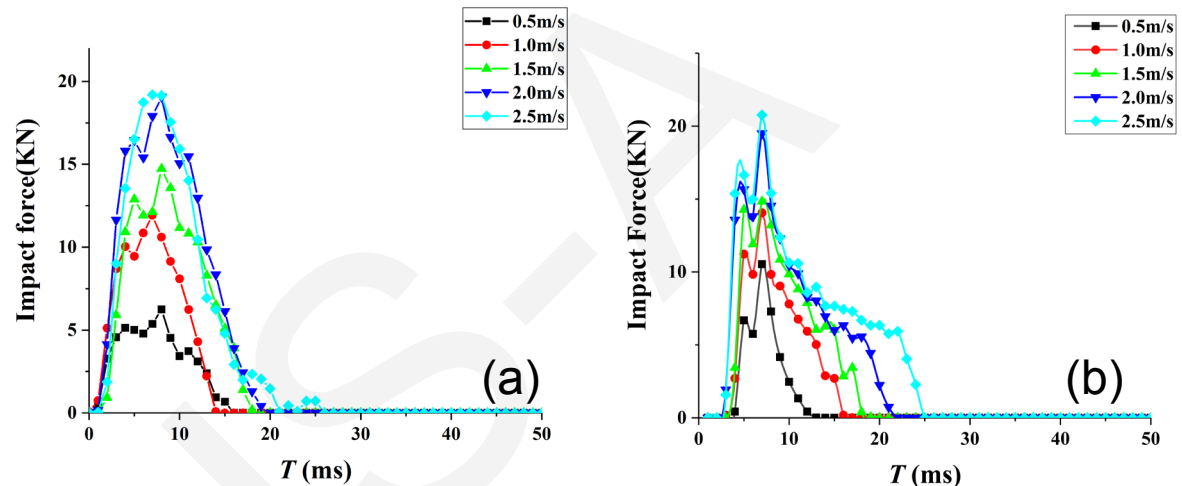 0.5m/s
1.0m/s
1.5m/s
2.0m/s
2.5m/s
Impact force(KN)
20
15
10
5
0
0 10 20 30 40 50
T (ms)
(a)
0.5m/s
1.0m/s
1.5m/s
2.0m/s
2.5m/s
Impact Force(KN)
20
10
0
0 10 20 30 40 50
T (ms)
(b)
S-A